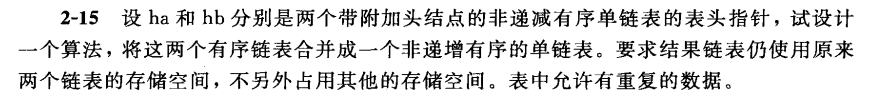 2-15 设 ha 和 hb 分别是两个带附加头结点的非递减有序单链表的表头指针，试设计
一个算法，将这两个有序链表合并成一个非递增有序的单链表。要求结果链表仍使用原来
两个链表的存储空间，不另外占用其他的存储空间。表中允许有重复的数据。